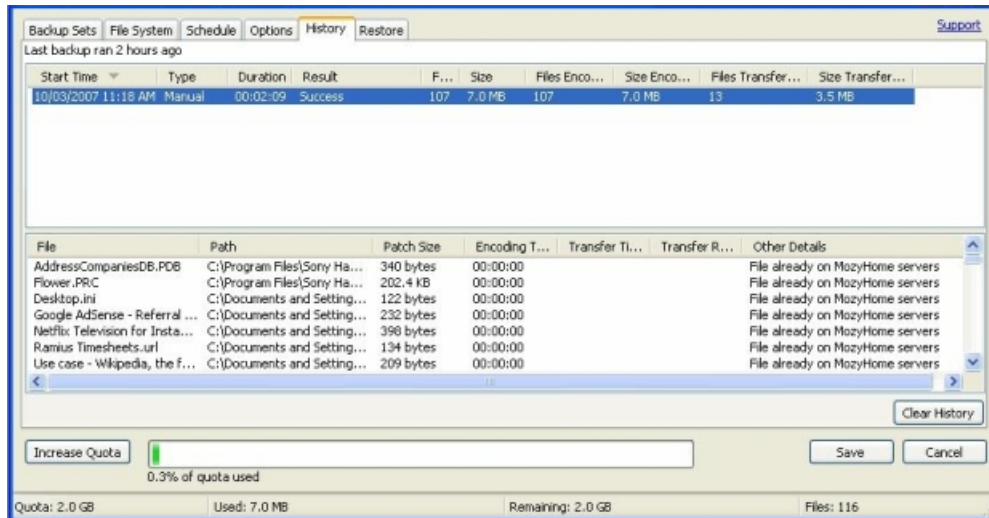 Backup Sets File System Schedule Options History Restore Support
Last backup ran 2 hours ago
Start Time Type Duration Result F... Size Files Enco... Size Enco... Files Transfer... Size Transfer...
10/03/2007 11:18 AM Manual 00:02:09 Success 107 7.0 MB 107 7.0 MB 13 3.5 MB
File Path Patch Size Encoding T... Transfer Ti... Transfer R... Other Details
AddressCompaniesDB.PDB C:\Program Files\Sony Ha... 340 bytes 00:00:00 File already on MozyHome servers
Flower.PRC C:\Program Files\Sony Ha... 202.4 KB 00:00:00 File already on MozyHome servers
Desktop.ini C:\Documents and Setting... 122 bytes 00:00:00 File already on MozyHome servers
Google AdSense - Referral ... C:\Documents and Setting... 232 bytes 00:00:00 File already on MozyHome servers
Netflix Television for Insta... C:\Documents and Setting... 398 bytes 00:00:00 File already on MozyHome servers
Ramius Timesheets.url C:\Documents and Setting... 134 bytes 00:00:00 File already on MozyHome servers
Use case - Wikipedia, the f... C:\Documents and Setting... 209 bytes 00:00:00 File already on MozyHome servers
Clear History
Increase Quota Save Cancel
0.3% of quota used
Quota: 2.0 GB Used: 7.0 MB Remaining: 2.0 GB Files: 116